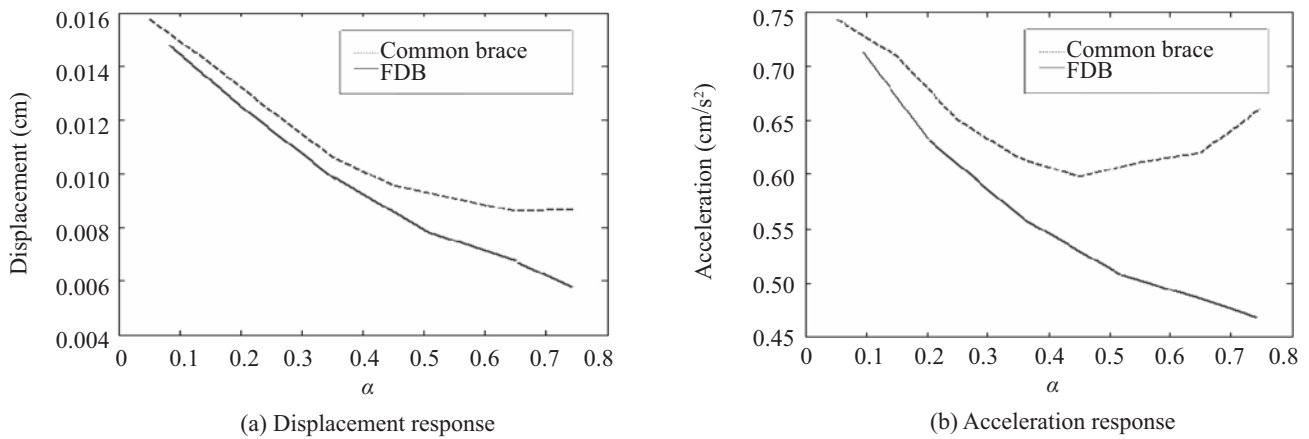 0.016
0.014
0.012
0.010
0.008
0.006
0.004
Displacement (cm)
Common brace
FDB
0 0.1 0.2 0.3 0.4 0.5 0.6 0.7 0.8
α
(a) Displacement response
0.75
0.70
0.65
0.60
0.55
0.50
0.45
Acceleration (cm/s²)
Common brace
FDB
0 0.1 0.2 0.3 0.4 0.5 0.6 0.7 0.8
α
(b) Acceleration response